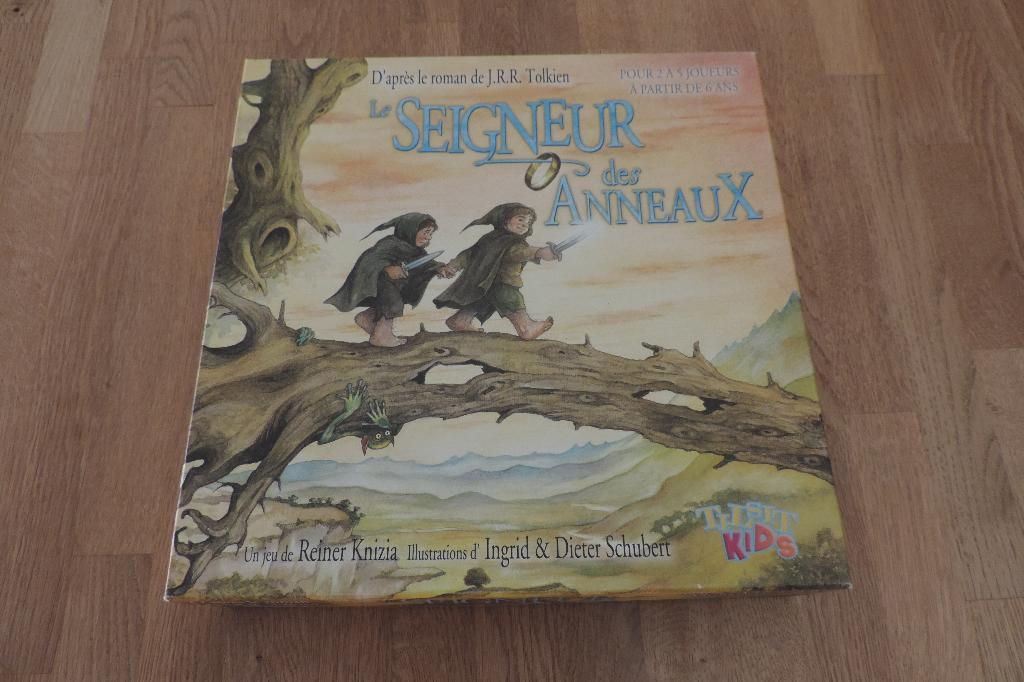 D'après le roman de J.R.R. Tolkien
POUR 2 À 5 JOUEURS
À PARTIR DE 6 ANS
Le SEIGNEUR
des
ANNEAUX
TILSIT
KIDS
Un jeu de Reiner Knizia Illustrations d' Ingrid & Dieter Schubert